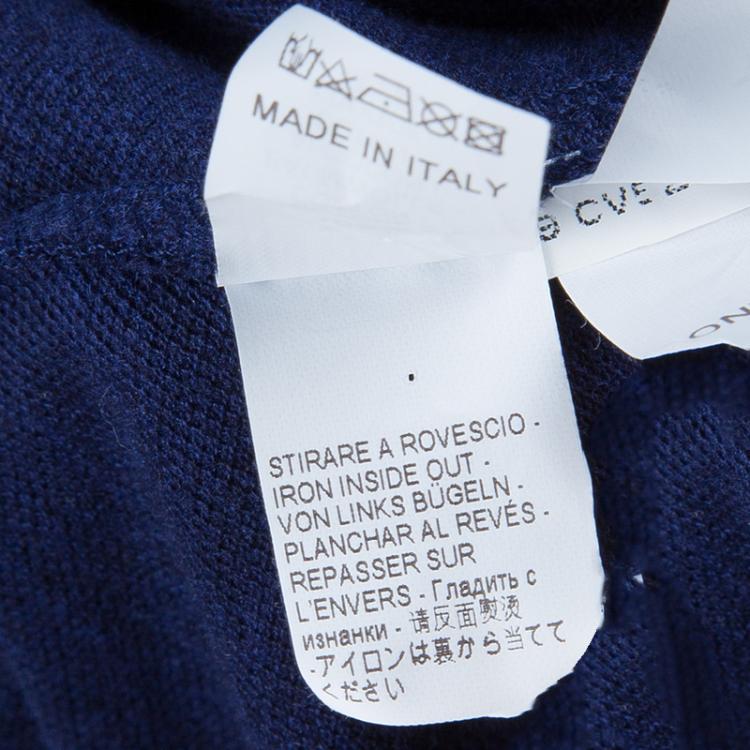 MADE IN ITALY
CVE
ON
STIRARE A ROVESCIO -
IRON INSIDE OUT -
VON LINKS BÜGELN -
PLANCHAR AL REVÉS -
REPASSER SUR
L'ENVERS - Гладить с
изнанки - 请反面熨烫
-アイロンは裏から当てて
ください